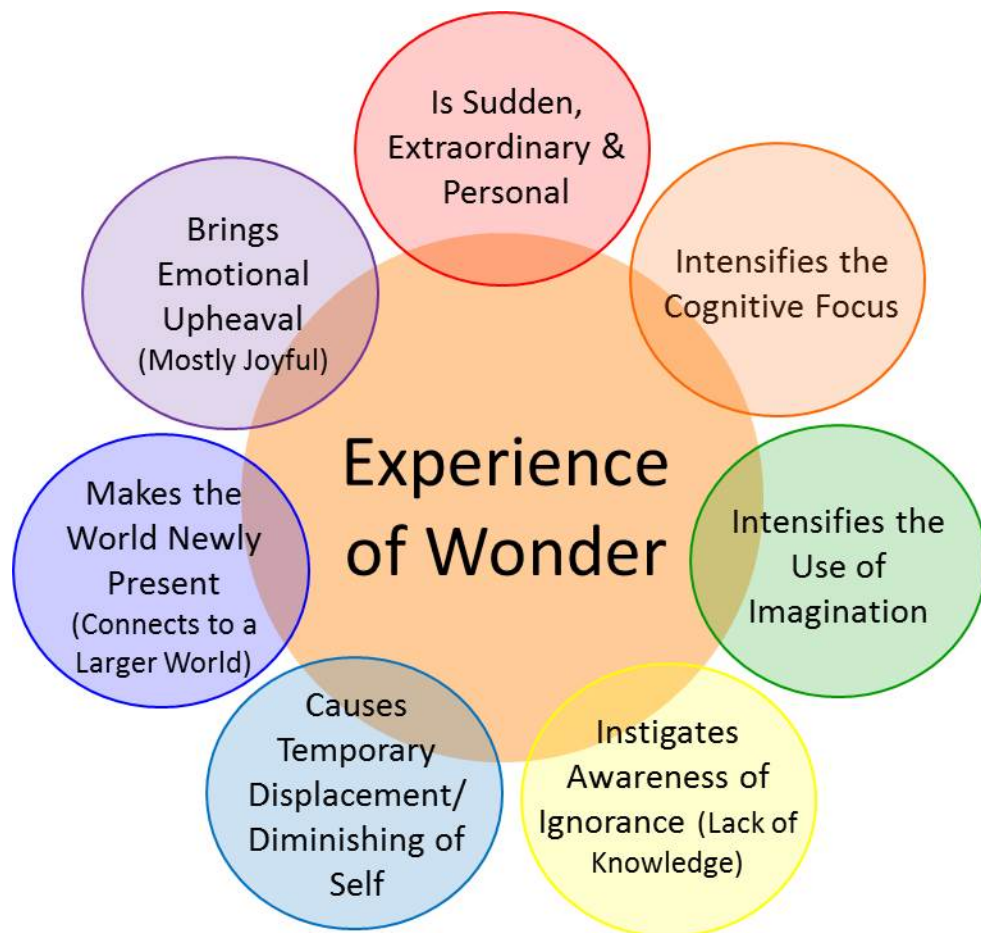 Is Sudden,
Extraordinary &
Personal
Intensifies the
Cognitive Focus
Intensifies the
Use of
Imagination
Instigates
Awareness of
Ignorance (Lack of
Knowledge)
Causes
Temporary
Displacement/
Diminishing of
Self
Makes the
World Newly
Present
(Connects to a
Larger World)
Brings
Emotional
Upheaval
(Mostly Joyful)
Experience
of Wonder